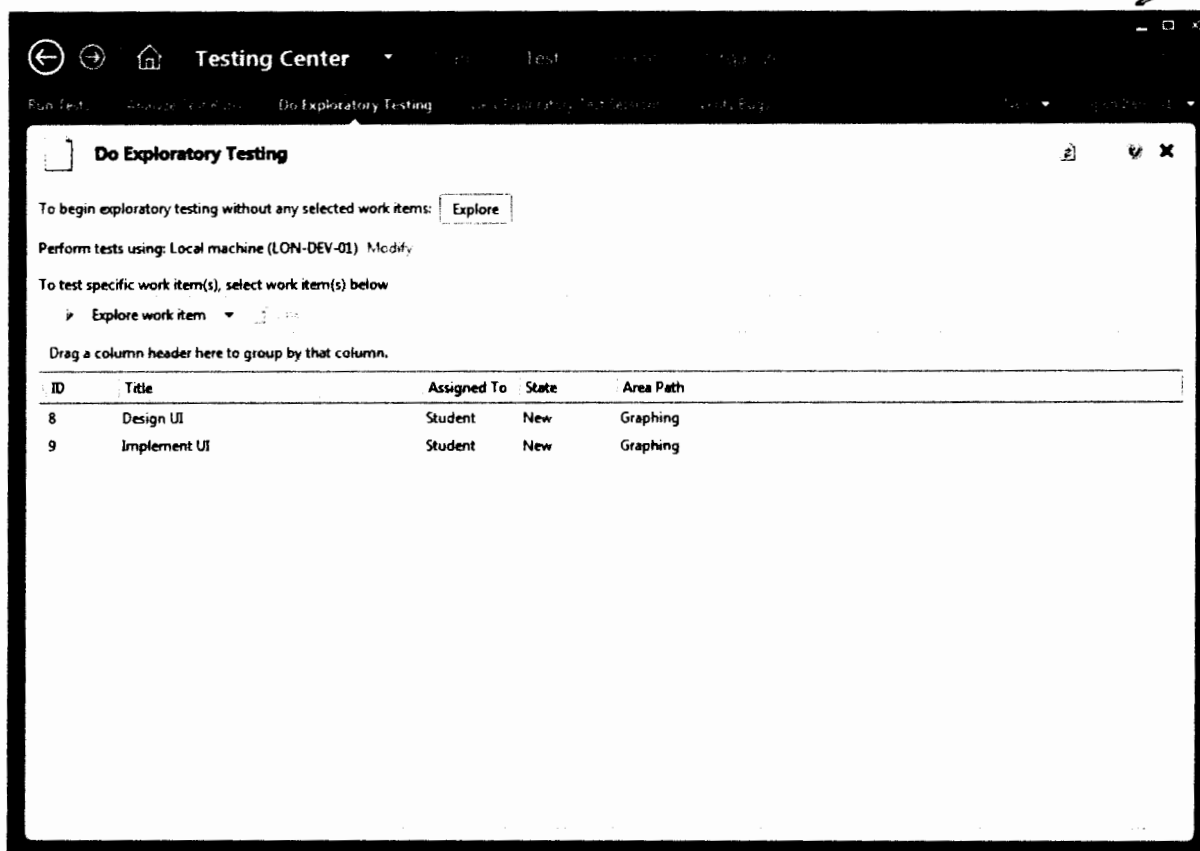 Testing Center Test
Do Exploratory Testing
Do Exploratory Testing
To begin exploratory testing without any selected work items: Explore
Perform tests using: Local machine (LON-DEV-01) Modify
To test specific work item(s), select work item(s) below
Explore work item
Drag a column header here to group by that column.
ID Title Assigned To State Area Path
8 Design UI Student New Graphing
9 Implement UI Student New Graphing